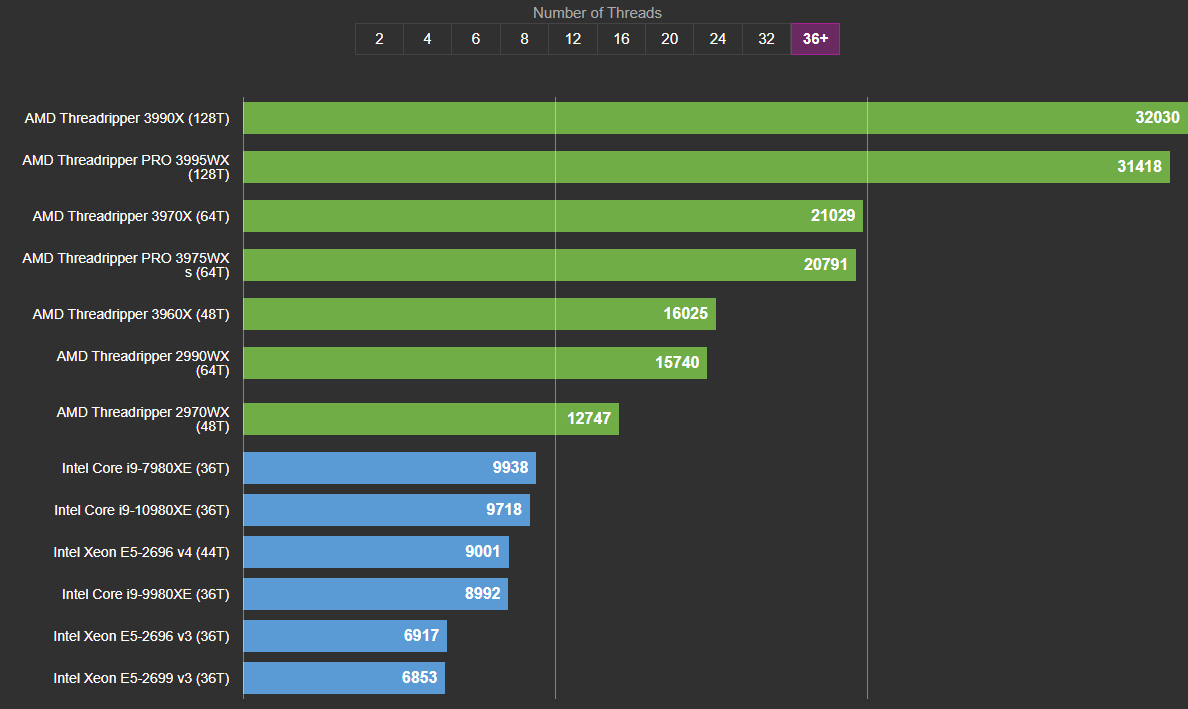 Number of Threads
2 4 6 8 12 16 20 24 32 36+
AMD Threadripper 3990X (128T) 32030
AMD Threadripper PRO 3995WX
(128T) 31418
AMD Threadripper 3970X (64T) 21029
AMD Threadripper PRO 3975WX
s (64T) 20791
AMD Threadripper 3960X (48T) 16025
AMD Threadripper 2990WX
(64T) 15740
AMD Threadripper 2970WX
(48T) 12747
Intel Core i9-7980XE (36T) 9938
Intel Core i9-10980XE (36T) 9718
Intel Xeon E5-2696 v4 (44T) 9001
Intel Core i9-9980XE (36T) 8992
Intel Xeon E5-2696 v3 (36T) 6917
Intel Xeon E5-2699 v3 (36T) 6853